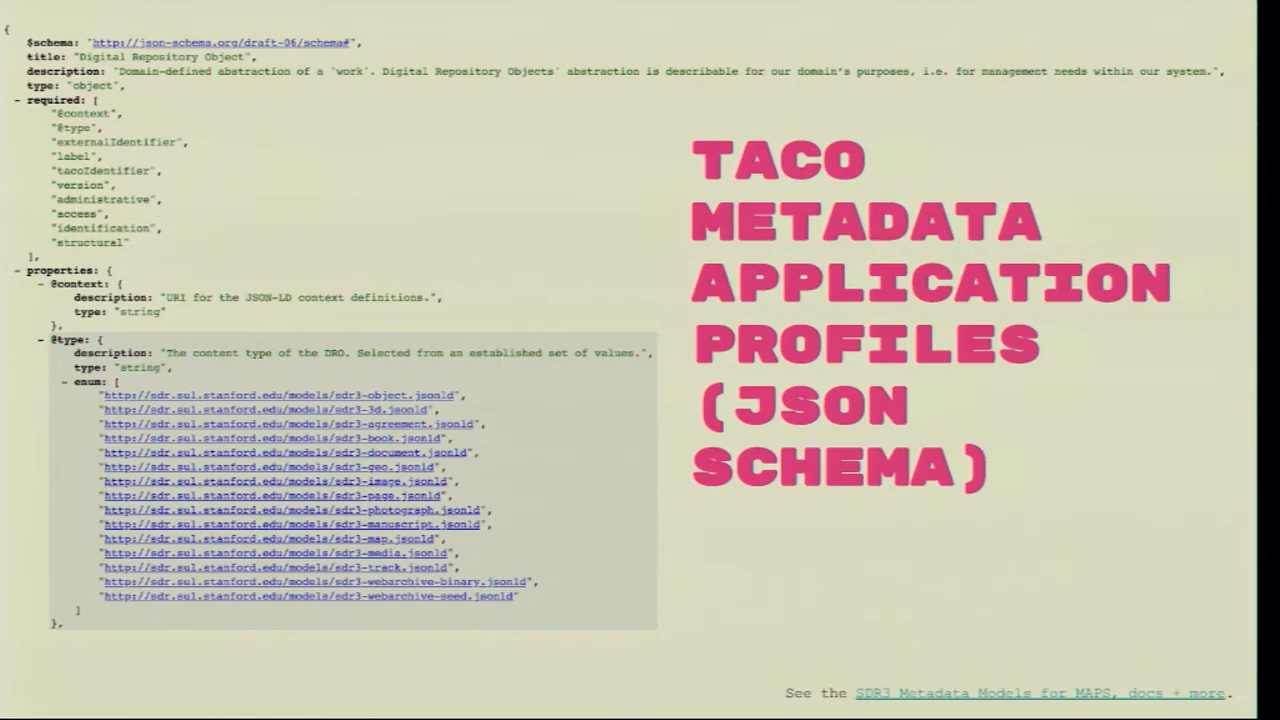 {
$schema: "http://json-schema.org/draft-06/schema#",
title: "Digital Repository Object",
description: "Domain-defined abstraction of a 'work'. Digital Repository Objects' abstraction is describable for our domain's purposes, i.e. for management needs within our system.",
type: "object",
- required: [
"@context",
"@type",
"externalIdentifier",
"label",
"tacoIdentifier",
"version",
"administrative",
"access",
"identification",
"structural"
],
- properties: {
- @context: {
description: "URI for the JSON-LD context definitions.",
type: "string"
},
- @type: {
description: "The content type of the DRO. Selected from an established set of values.",
type: "string",
- enum: [
"http://sdr.sul.stanford.edu/models/sdr3-object.jsonld",
"http://sdr.sul.stanford.edu/models/sdr3-3d.jsonld",
"http://sdr.sul.stanford.edu/models/sdr3-agreement.jsonld",
"http://sdr.sul.stanford.edu/models/sdr3-book.jsonld",
"http://sdr.sul.stanford.edu/models/sdr3-document.jsonld",
"http://sdr.sul.stanford.edu/models/sdr3-geo.jsonld",
"http://sdr.sul.stanford.edu/models/sdr3-image.jsonld",
"http://sdr.sul.stanford.edu/models/sdr3-page.jsonld",
"http://sdr.sul.stanford.edu/models/sdr3-photograph.jsonld",
"http://sdr.sul.stanford.edu/models/sdr3-manuscript.jsonld",
"http://sdr.sul.stanford.edu/models/sdr3-map.jsonld",
"http://sdr.sul.stanford.edu/models/sdr3-media.jsonld",
"http://sdr.sul.stanford.edu/models/sdr3-track.jsonld",
"http://sdr.sul.stanford.edu/models/sdr3-webarchive-binary.jsonld",
"http://sdr.sul.stanford.edu/models/sdr3-webarchive-seed.jsonld"
]
},
TACO
METADATA
APPLICATION
PROFILES
(JSON
SCHEMA)
See the SDR3 Metadata Models for MAPS, docs + more.